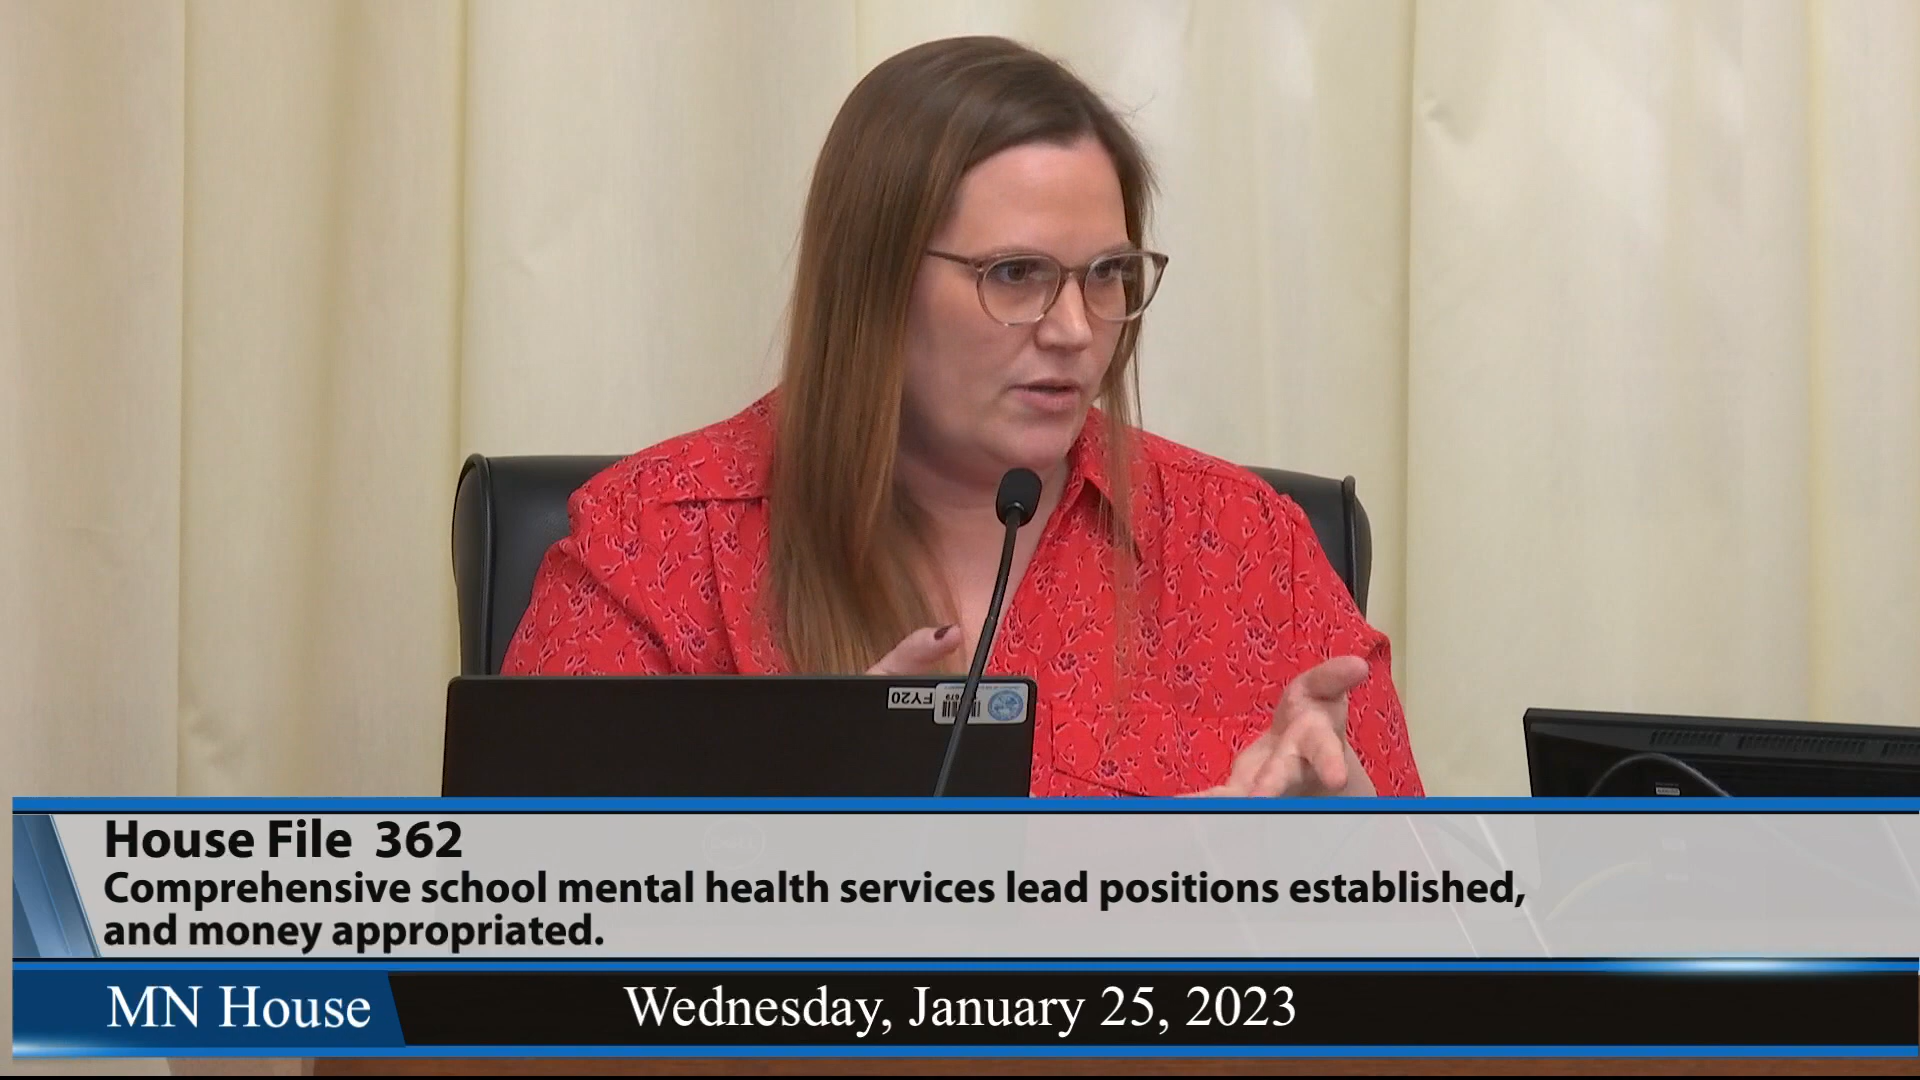 FY20
House File 362
Comprehensive school mental health services lead positions established,
and money appropriated.
MN House
Wednesday, January 25, 2023